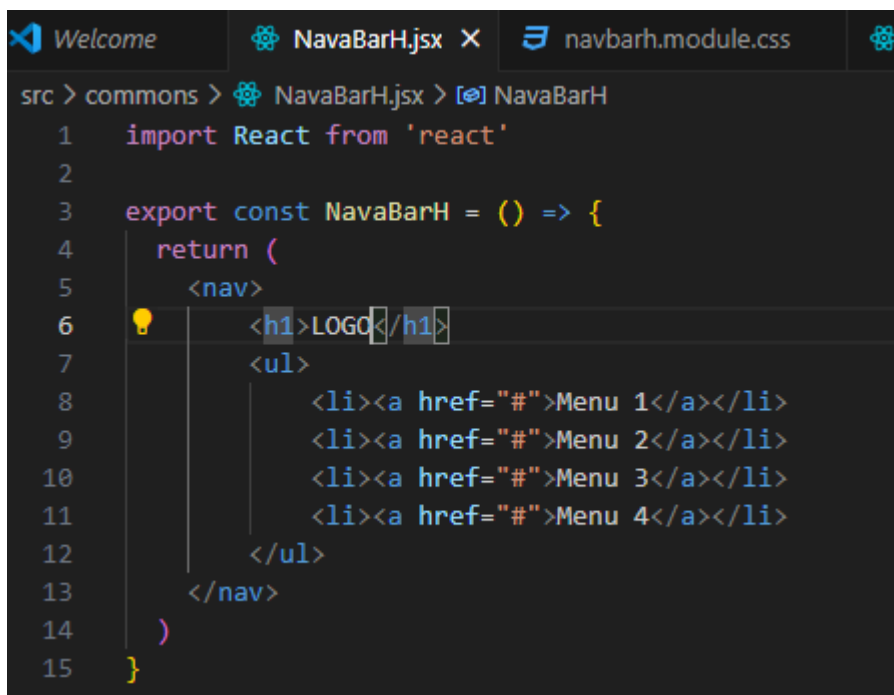 Welcome NavaBarH.jsx × navbarh.module.css
src > commons > NavaBarH.jsx > NavaBarH
1 import React from 'react'
2
3 export const NavaBarH = () => {
4 return (
5 <nav>
6 <h1>LOGO</h1>
7 <ul>
8 <li><a href="#">Menu 1</a></li>
9 <li><a href="#">Menu 2</a></li>
10 <li><a href="#">Menu 3</a></li>
11 <li><a href="#">Menu 4</a></li>
12 </ul>
13 </nav>
14 )
15 }